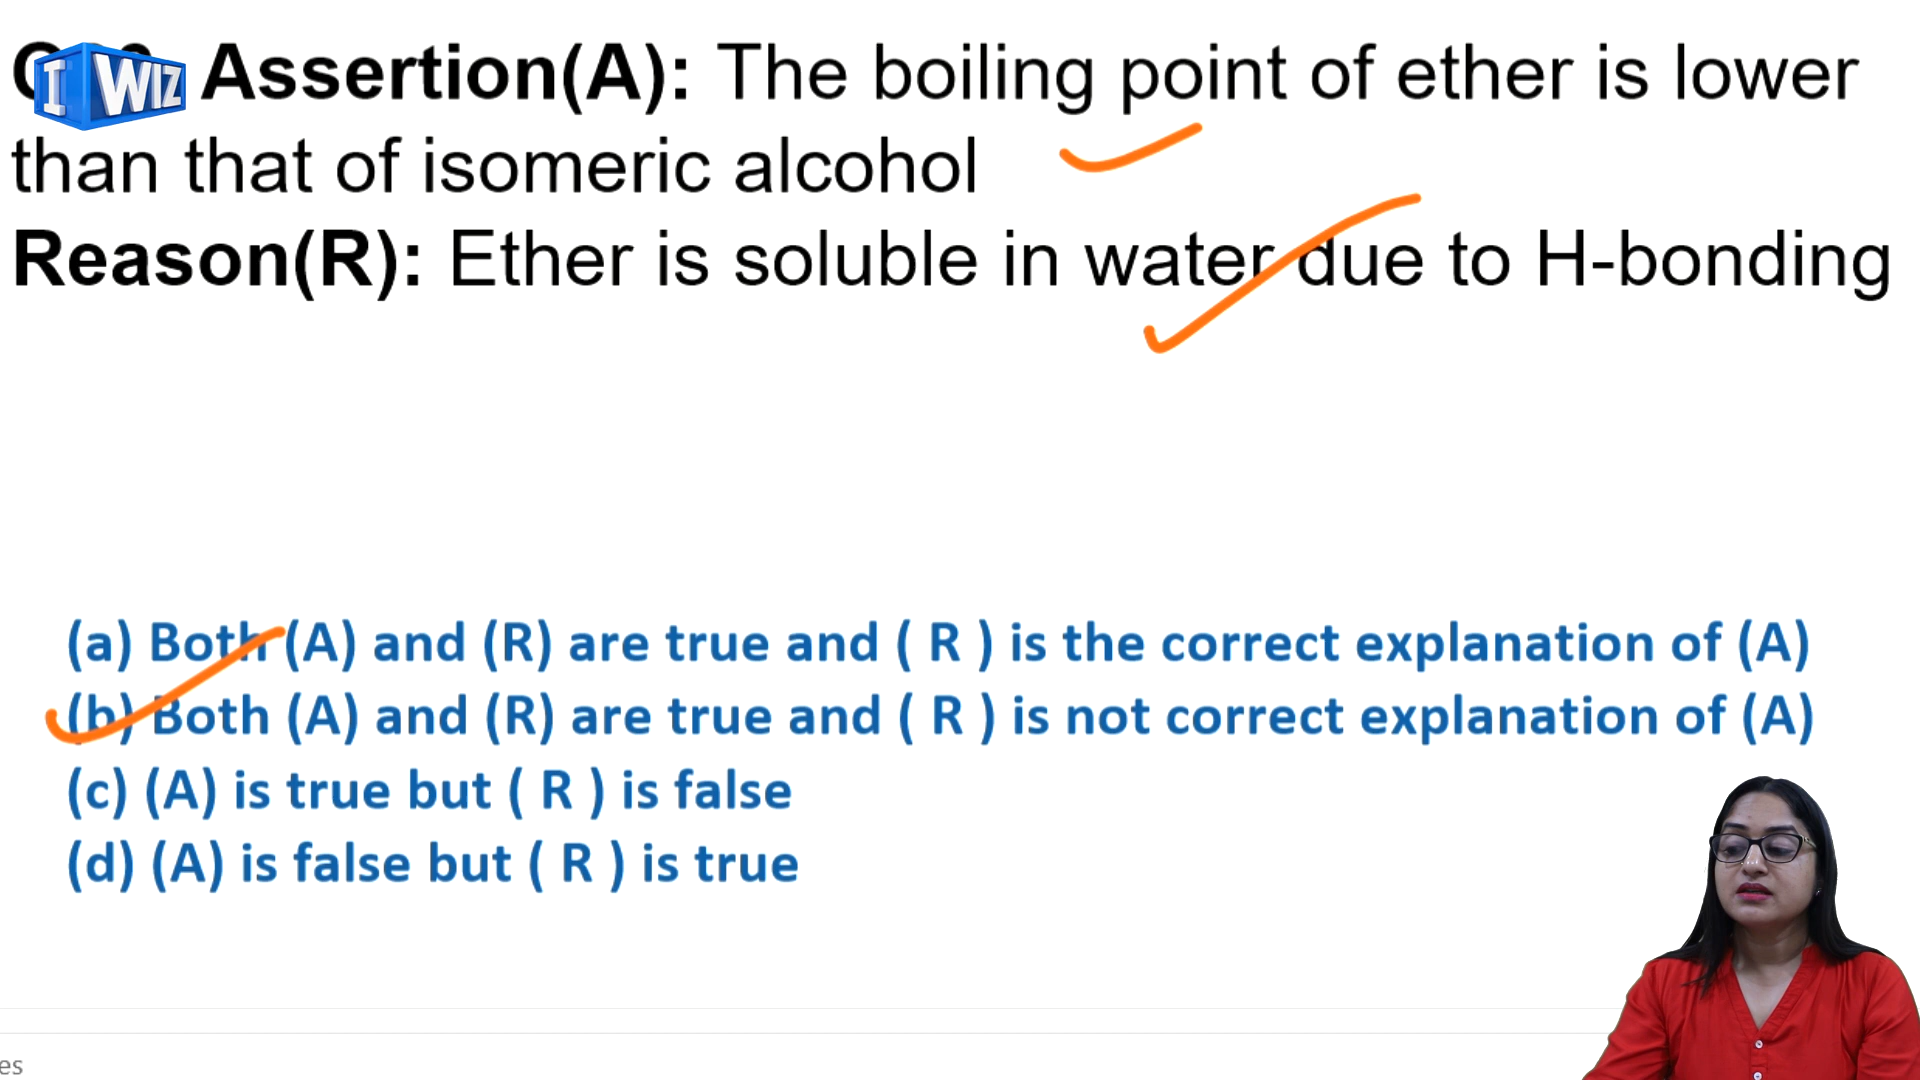 I WIZ
Assertion(A): The boiling point of ether is lower
than that of isomeric alcohol
Reason(R): Ether is soluble in water due to H-bonding
(a) Both (A) and (R) are true and ( R ) is the correct explanation of (A)
(b) Both (A) and (R) are true and ( R ) is not correct explanation of (A)
(c) (A) is true but ( R ) is false
(d) (A) is false but ( R ) is true
es